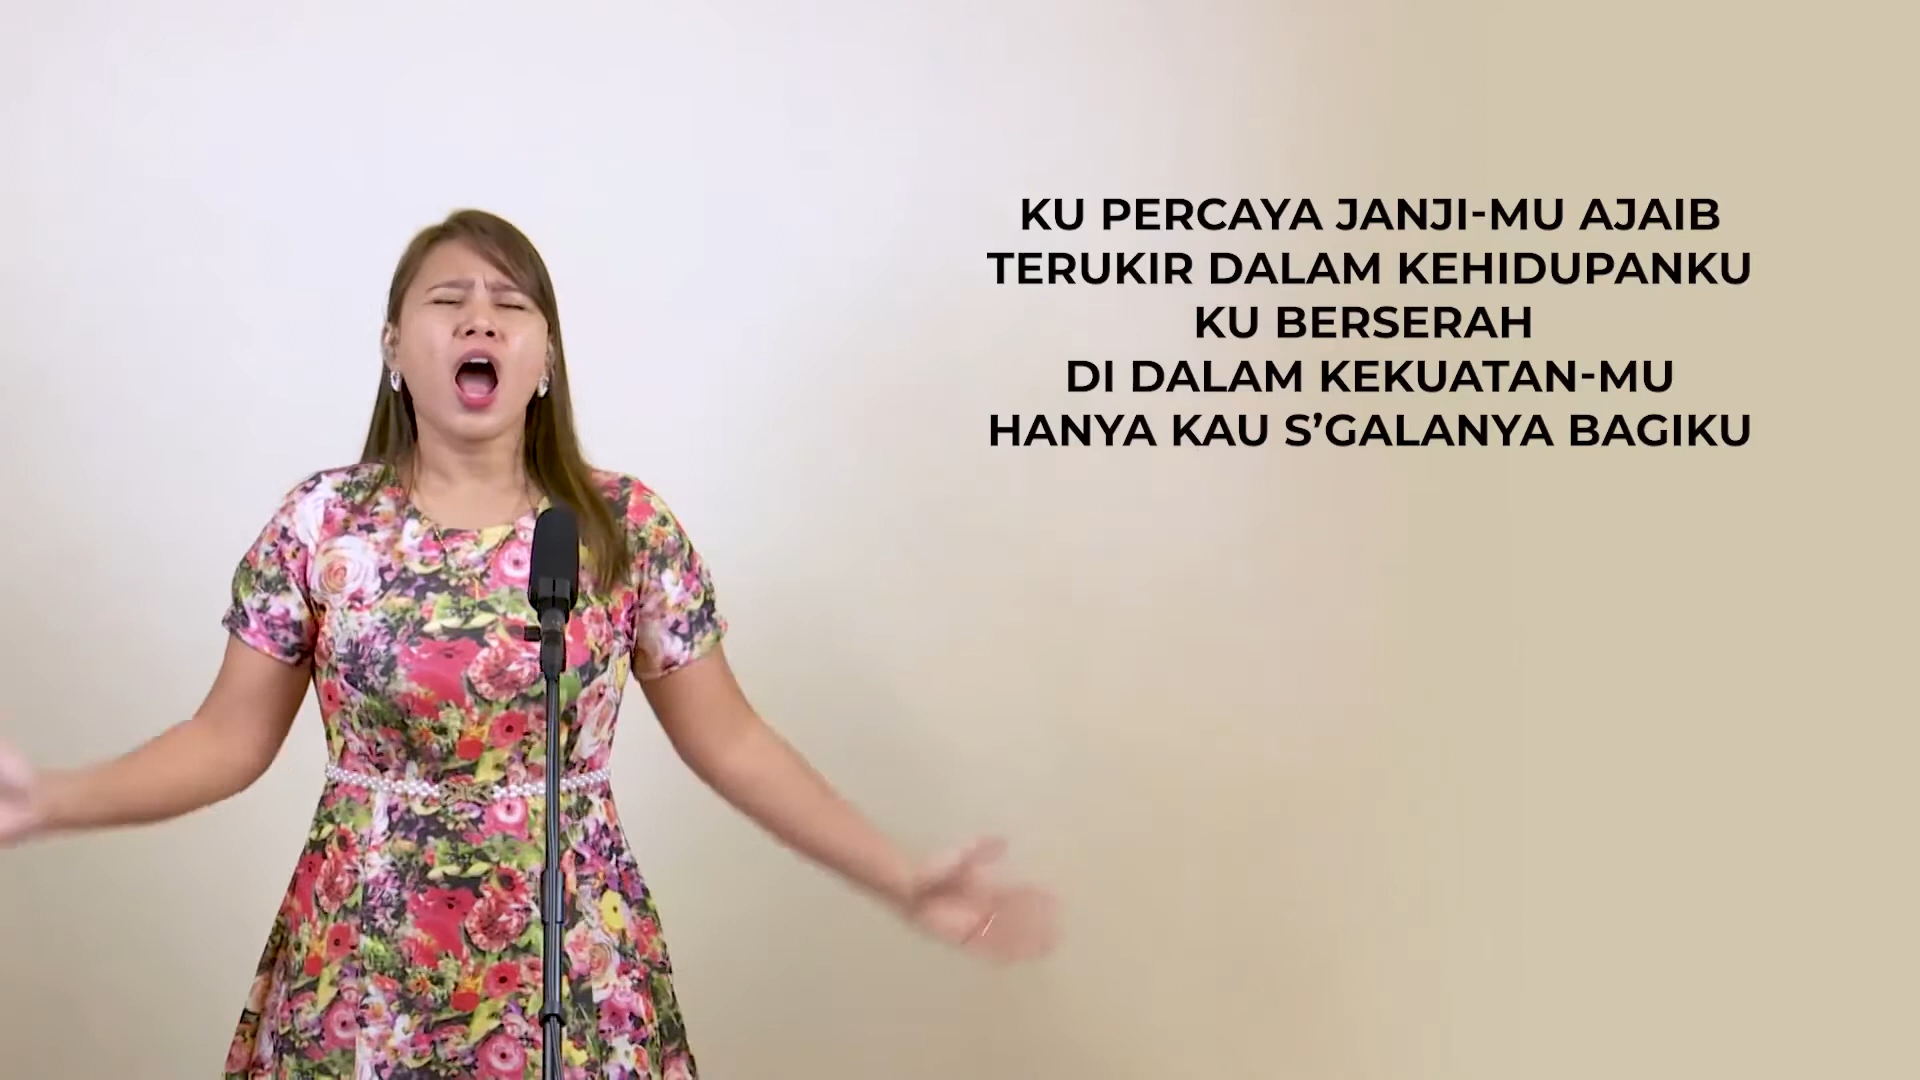 KU PERCAYA JANJI-MU AJAIB
TERUKIR DALAM KEHIDUPANKU
KU BERSERAH
DI DALAM KEKUATAN-MU
HANYA KAU S’GALANYA BAGIKU